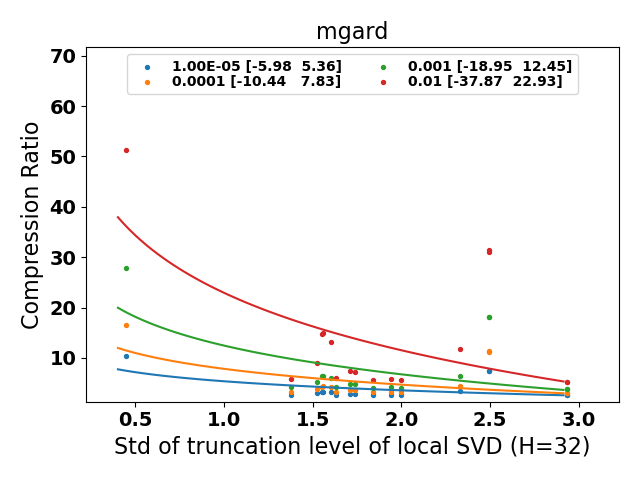 mgard
1.00E-05 [-5.98  5.36]
0.0001 [-10.44   7.83]
0.001 [-18.95  12.45]
0.01 [-37.87  22.93]
Compression Ratio
70
60
50
40
30
20
10
0.5 1.0 1.5 2.0 2.5 3.0
Std of truncation level of local SVD (H=32)